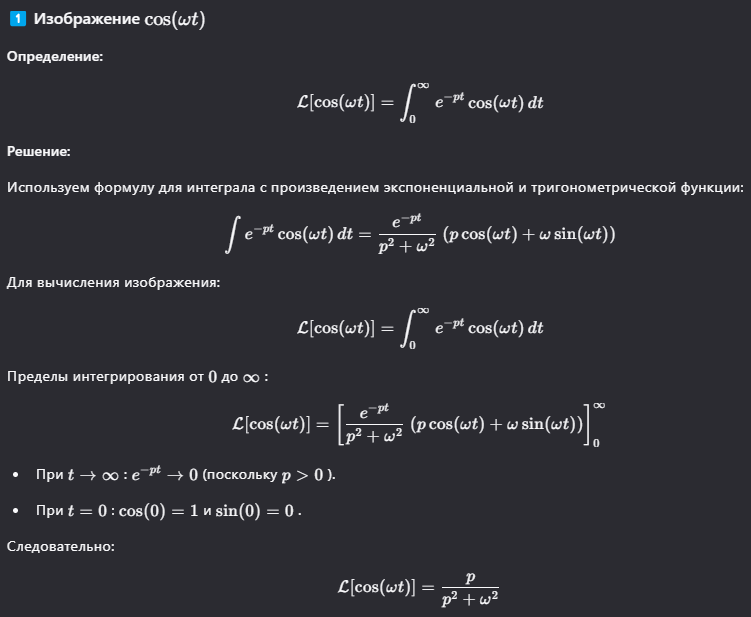 1 Изображение cos(ωt)
Определение:
ℒ[cos(ωt)] = ∫₀^∞ e^{−pt} cos(ωt) dt
Решение:
Используем формулу для интеграла с произведением экспоненциальной и тригонометрической функции:
∫ e^{−pt} cos(ωt) dt = \frac{e^{−pt}}{p² + ω²} (p cos(ωt) + ω sin(ωt))
Для вычисления изображения:
ℒ[cos(ωt)] = ∫₀^∞ e^{−pt} cos(ωt) dt
Пределы интегрирования от 0 до ∞ :
ℒ[cos(ωt)] = [\frac{e^{−pt}}{p² + ω²} (p cos(ωt) + ω sin(ωt))]₀^∞
• При t → ∞ : e^{−pt} → 0 (поскольку p > 0 ).
• При t = 0 : cos(0) = 1 и sin(0) = 0 .
Следовательно:
ℒ[cos(ωt)] = \frac{p}{p² + ω²}